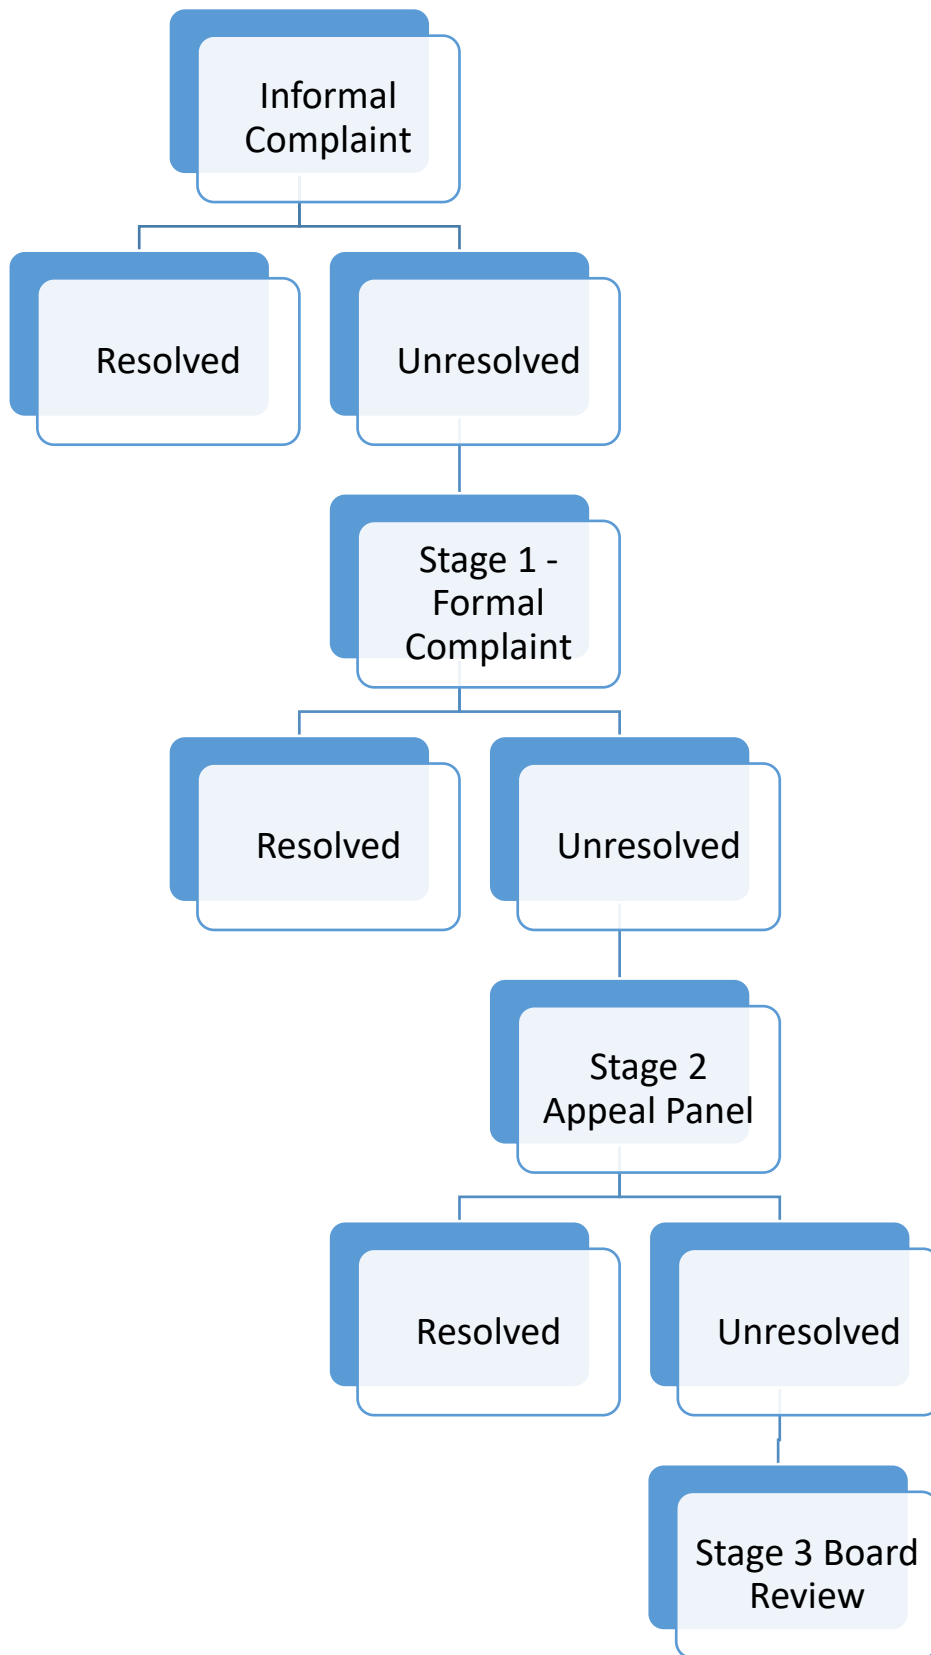 Informal
Complaint
Resolved
Unresolved
Stage 1 -
Formal
Complaint
Resolved
Unresolved
Stage 2
Appeal Panel
Resolved
Unresolved
Stage 3 Board
Review